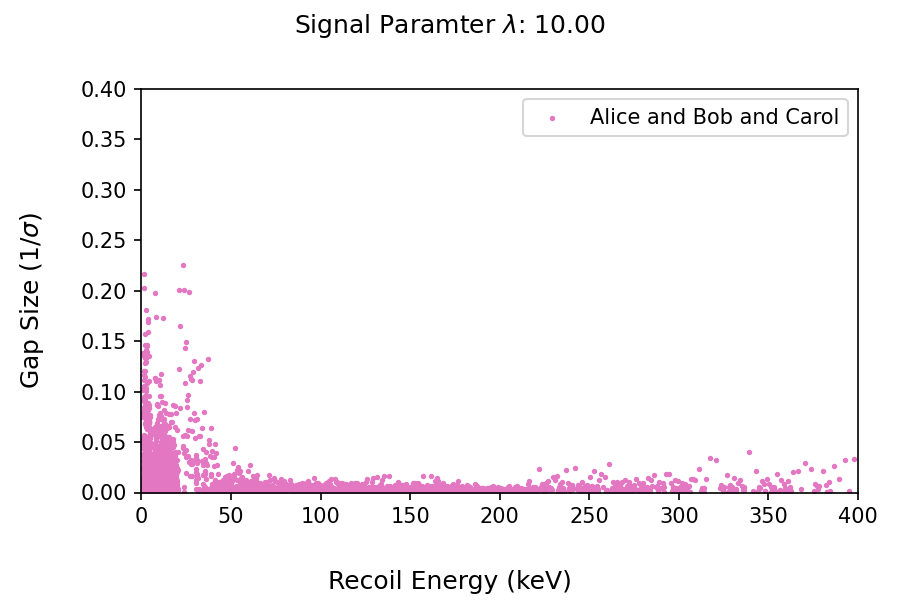 Signal Paramter λ: 10.00
Alice and Bob and Carol
0.40
0.35
0.30
0.25
0.20
0.15
0.10
0.05
0.00
Gap Size (1/σ)
0 50 100 150 200 250 300 350 400
Recoil Energy (keV)